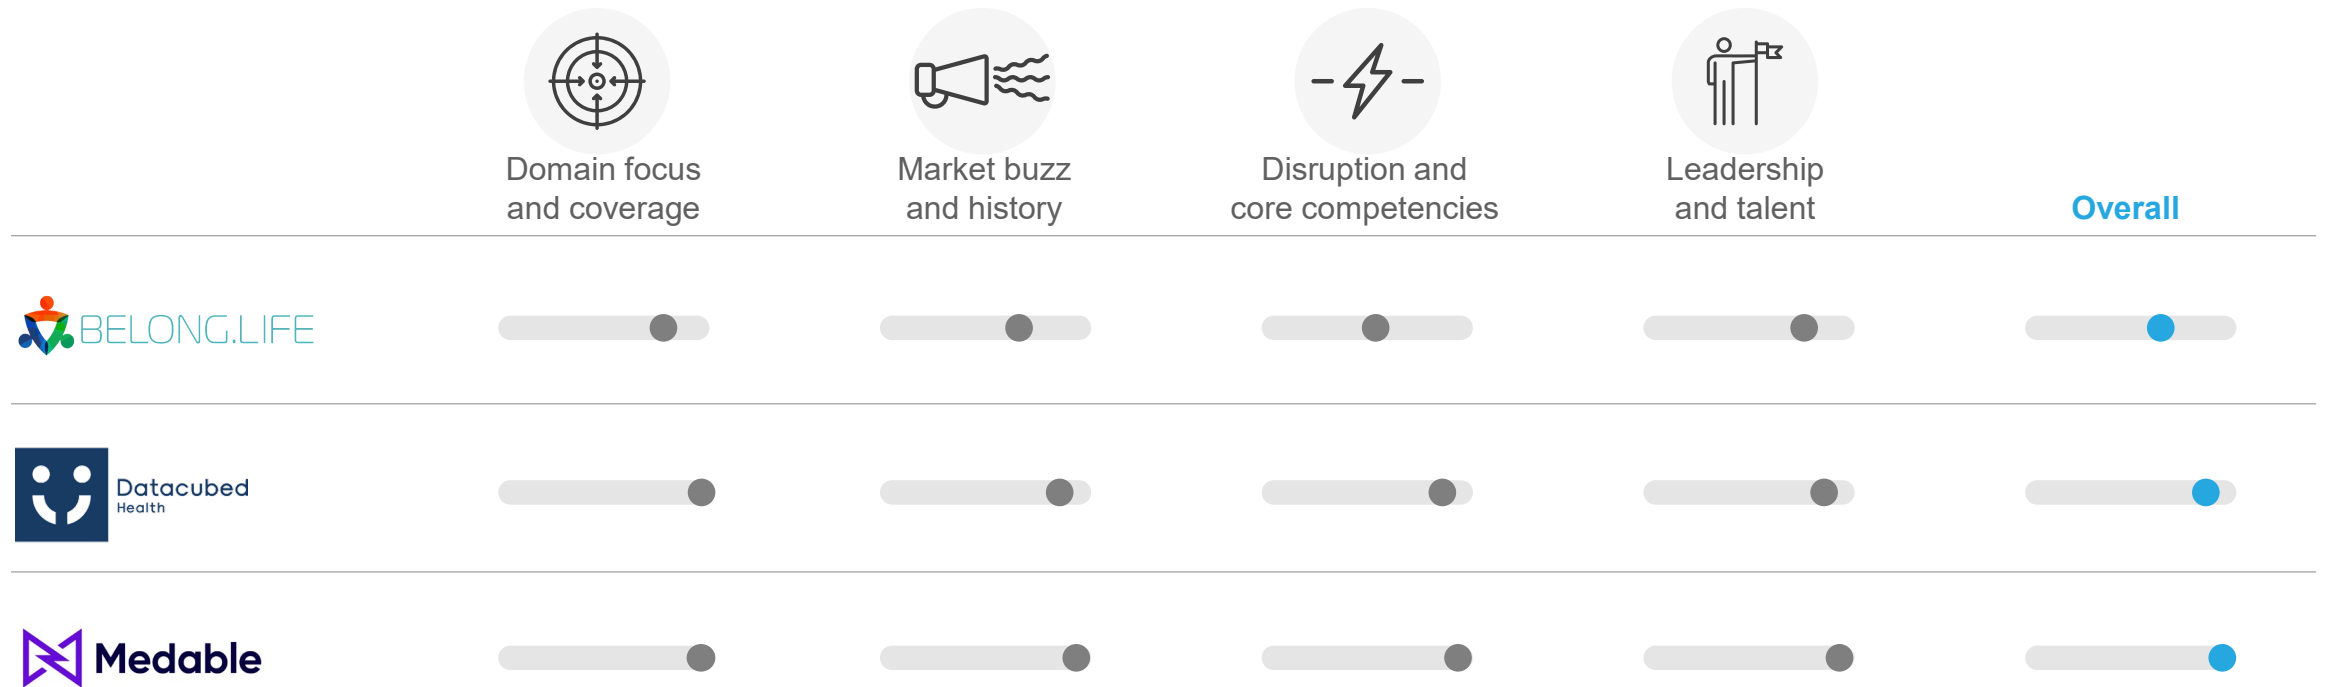 Domain focus
and coverage
Market buzz
and history
Disruption and
core competencies
Leadership
and talent
Overall
BELONG.LIFE
Datacubed
Health
Medable